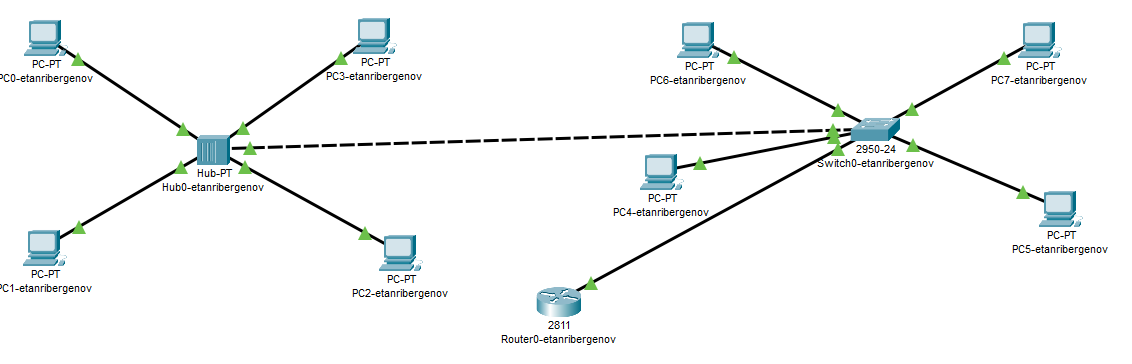 PC-PT
PC0-etanribergenov
PC-PT
PC3-etanribergenov
PC-PT
PC6-etanribergenov
PC-PT
PC7-etanribergenov
Hub-PT
Hub0-etanribergenov
2950-24
Switch0-etanribergenov
PC-PT
PC4-etanribergenov
PC-PT
PC5-etanribergenov
PC-PT
PC1-etanribergenov
PC-PT
PC2-etanribergenov
2811
Router0-etanribergenov